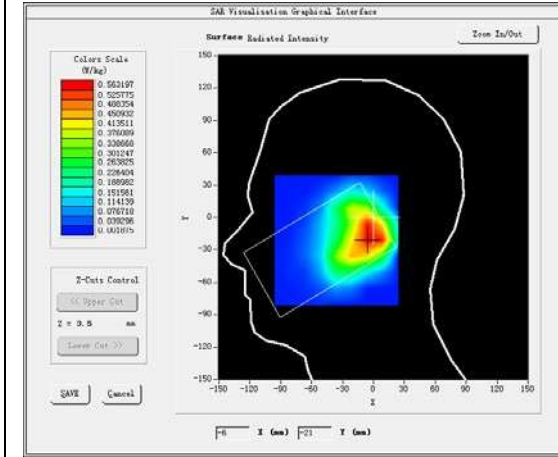 SAR Visualisation Graphical Interface
Surface Radiated Intensity
Zoom In/Out
Colors Scale
(W/kg)
0.563197
0.525775
0.488354
0.450932
0.413511
0.376089
0.338668
0.301247
0.263825
0.226404
0.188982
0.151561
0.114139
0.076718
0.039296
0.001875
Z-Cuts Control
<< Upper Cut
Z = 3.5 mm
Lower Cut >>
SAVE
Cancel
150
120
90
60
30
0
-30
-60
-90
-120
-150
Y
-150 -120 -90 -60 -30 0 30 60 90 120 150
X
-6 X (mm) -21 Y (mm)